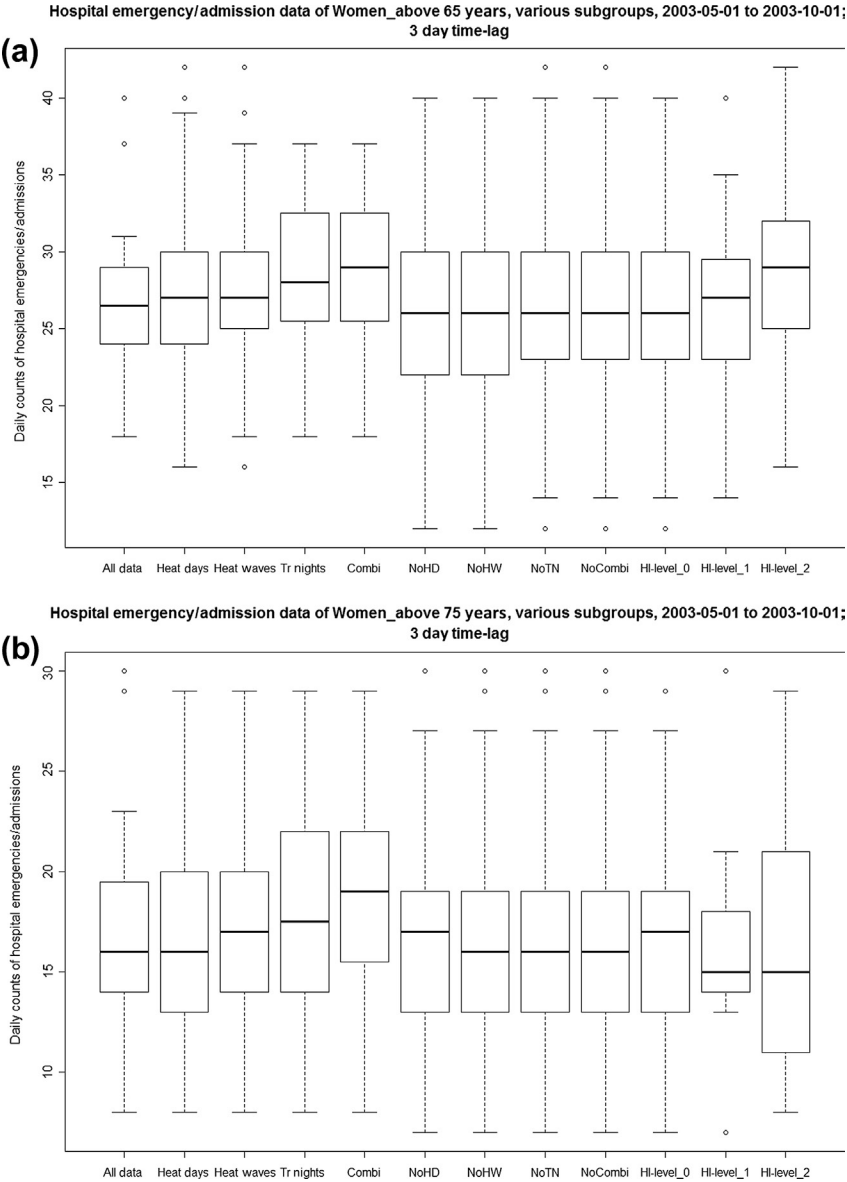 Hospital emergency/admission data of Women_above 65 years, various subgroups, 2003-05-01 to 2003-10-01;
3 day time-lag
(a)
Daily counts of hospital emergencies/admissions
40
35
30
25
20
15
All data Heat days Heat waves Tr nights Combi NoHD NoHW NoTN NoCombi HI-level_0 HI-level_1 HI-level_2
Hospital emergency/admission data of Women_above 75 years, various subgroups, 2003-05-01 to 2003-10-01;
3 day time-lag
(b)
Daily counts of hospital emergencies/admissions
30
25
20
15
10
All data Heat days Heat waves Tr nights Combi NoHD NoHW NoTN NoCombi HI-level_0 HI-level_1 HI-level_2